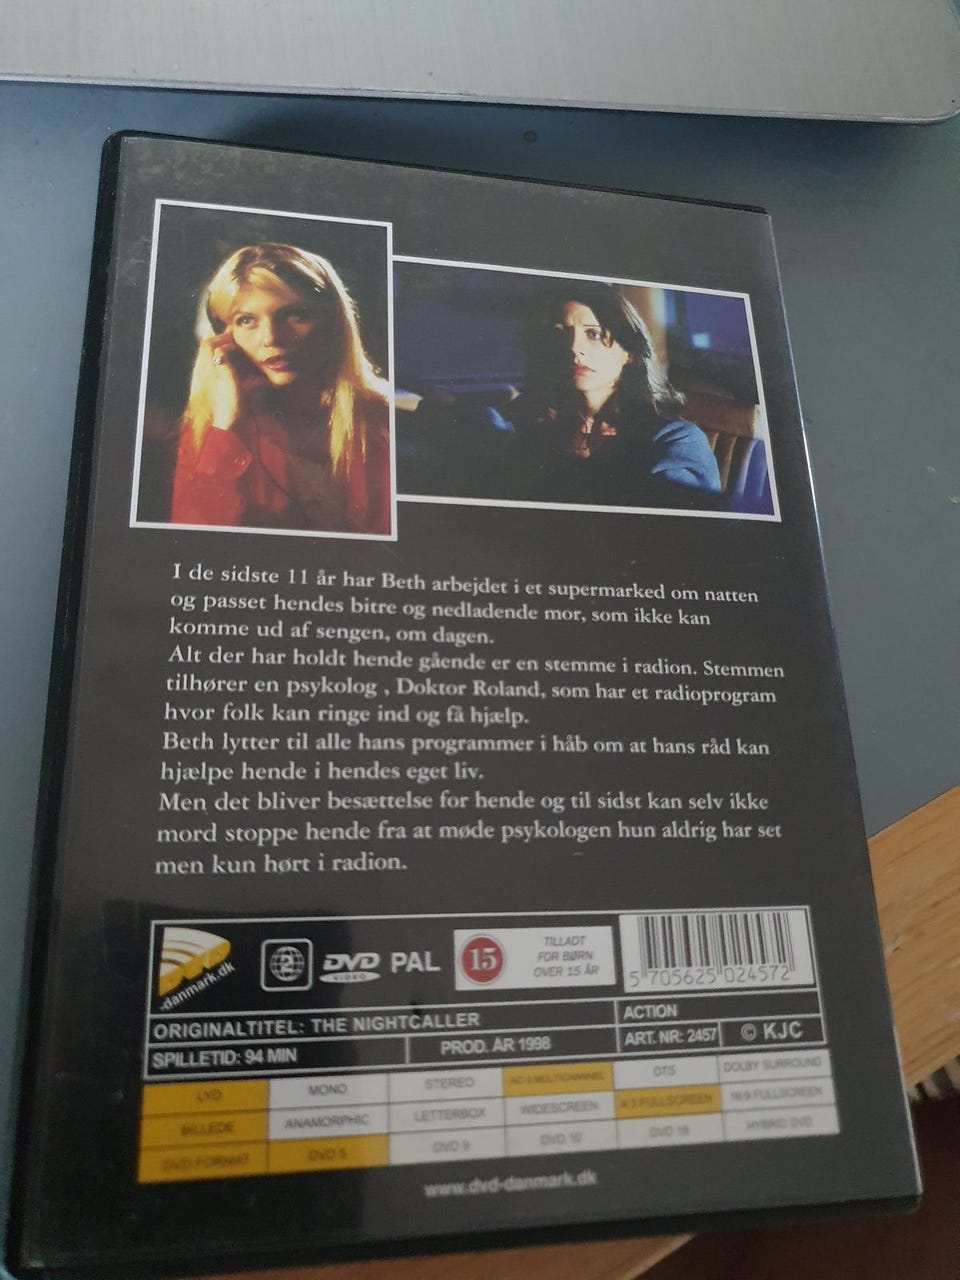 I de sidste 11 år har Beth arbejdet i et supermarked om natten
og passet hendes bitre og nedladende mor, som ikke kan
komme ud af sengen, om dagen.
Alt der har holdt hende gående er en stemme i radion. Stemmen
tilhører en psykolog , Doktor Roland, som har et radioprogram
hvor folk kan ringe ind og få hjælp.
Beth lytter til alle hans programmer i håb om at hans råd kan
hjælpe hende i hendes eget liv.
Men det bliver besættelse for hende og til sidst kan selv ikke
mord stoppe hende fra at møde psykologen hun aldrig har set
men kun hørt i radion.
DVD
-danmark.dk
2
DVD VIDEO
PAL
15
TILLADT
FOR BØRN
OVER 15 ÅR
5 705625 024572
ORIGINALTITEL: THE NIGHTCALLER
ACTION
SPILLETID: 94 MIN
PROD. ÅR 1998
ART. NR: 2457
© KJC
LYD MONO STEREO AC-3 MULTICHANNEL DTS DOLBY SURROUND
BILLEDE ANAMORPHIC LETTERBOX WIDESCREEN 4:3 FULLSCREEN 16:9 FULLSCREEN
DVD FORMAT DVD 5 DVD 9 DVD 10 DVD 18 HYBRID DVD
www.dvd-danmark.dk